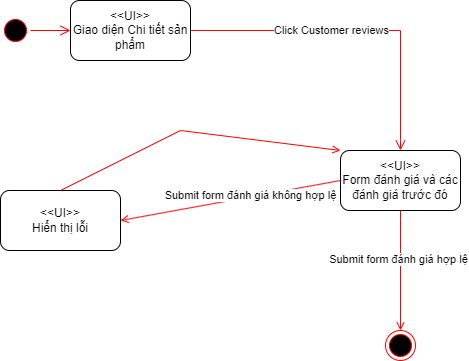 <<UI>>
Giao diện Chi tiết sản
phẩm
Click Customer reviews
<<UI>>
Form đánh giá và các
đánh giá trước đó
Submit form đánh giá không hợp lệ
<<UI>>
Hiển thị lỗi
Submit form đánh giá hợp lệ